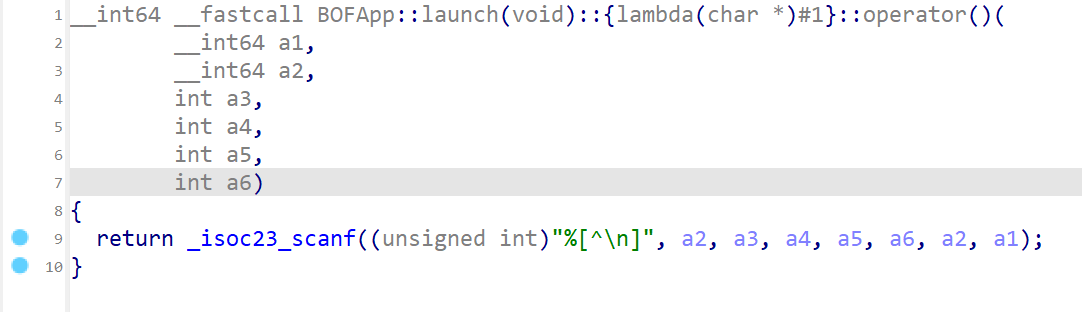 1 __int64 __fastcall BOFApp::launch(void)::{lambda(char *)#1}::operator()(
2 __int64 a1,
3 __int64 a2,
4 int a3,
5 int a4,
6 int a5,
7 int a6)
8 {
9 return _isoc23_scanf((unsigned int)"%[^\n]", a2, a3, a4, a5, a6, a2, a1);
10 }